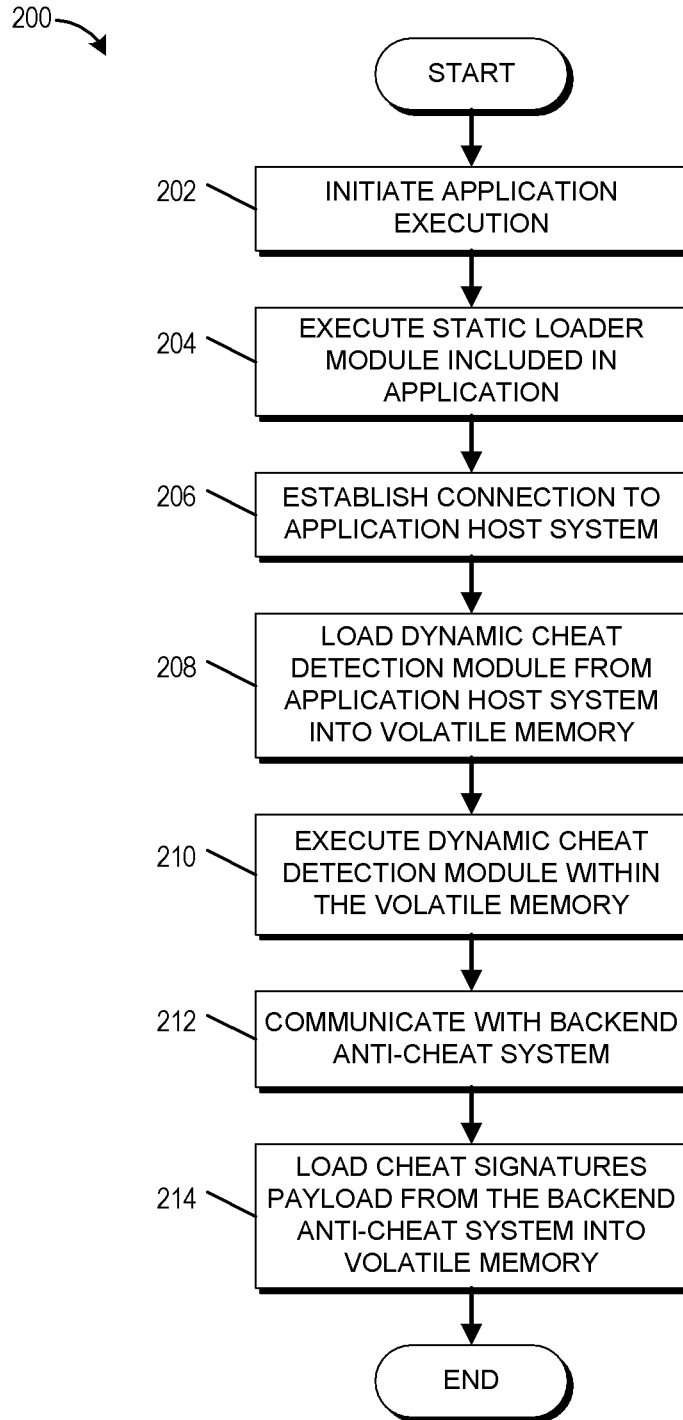 200
START
202
INITIATE APPLICATION
EXECUTION
204
EXECUTE STATIC LOADER
MODULE INCLUDED IN
APPLICATION
206
ESTABLISH CONNECTION TO
APPLICATION HOST SYSTEM
208
LOAD DYNAMIC CHEAT
DETECTION MODULE FROM
APPLICATION HOST SYSTEM
INTO VOLATILE MEMORY
210
EXECUTE DYNAMIC CHEAT
DETECTION MODULE WITHIN
THE VOLATILE MEMORY
212
COMMUNICATE WITH BACKEND
ANTI-CHEAT SYSTEM
214
LOAD CHEAT SIGNATURES
PAYLOAD FROM THE BACKEND
ANTI-CHEAT SYSTEM INTO
VOLATILE MEMORY
END